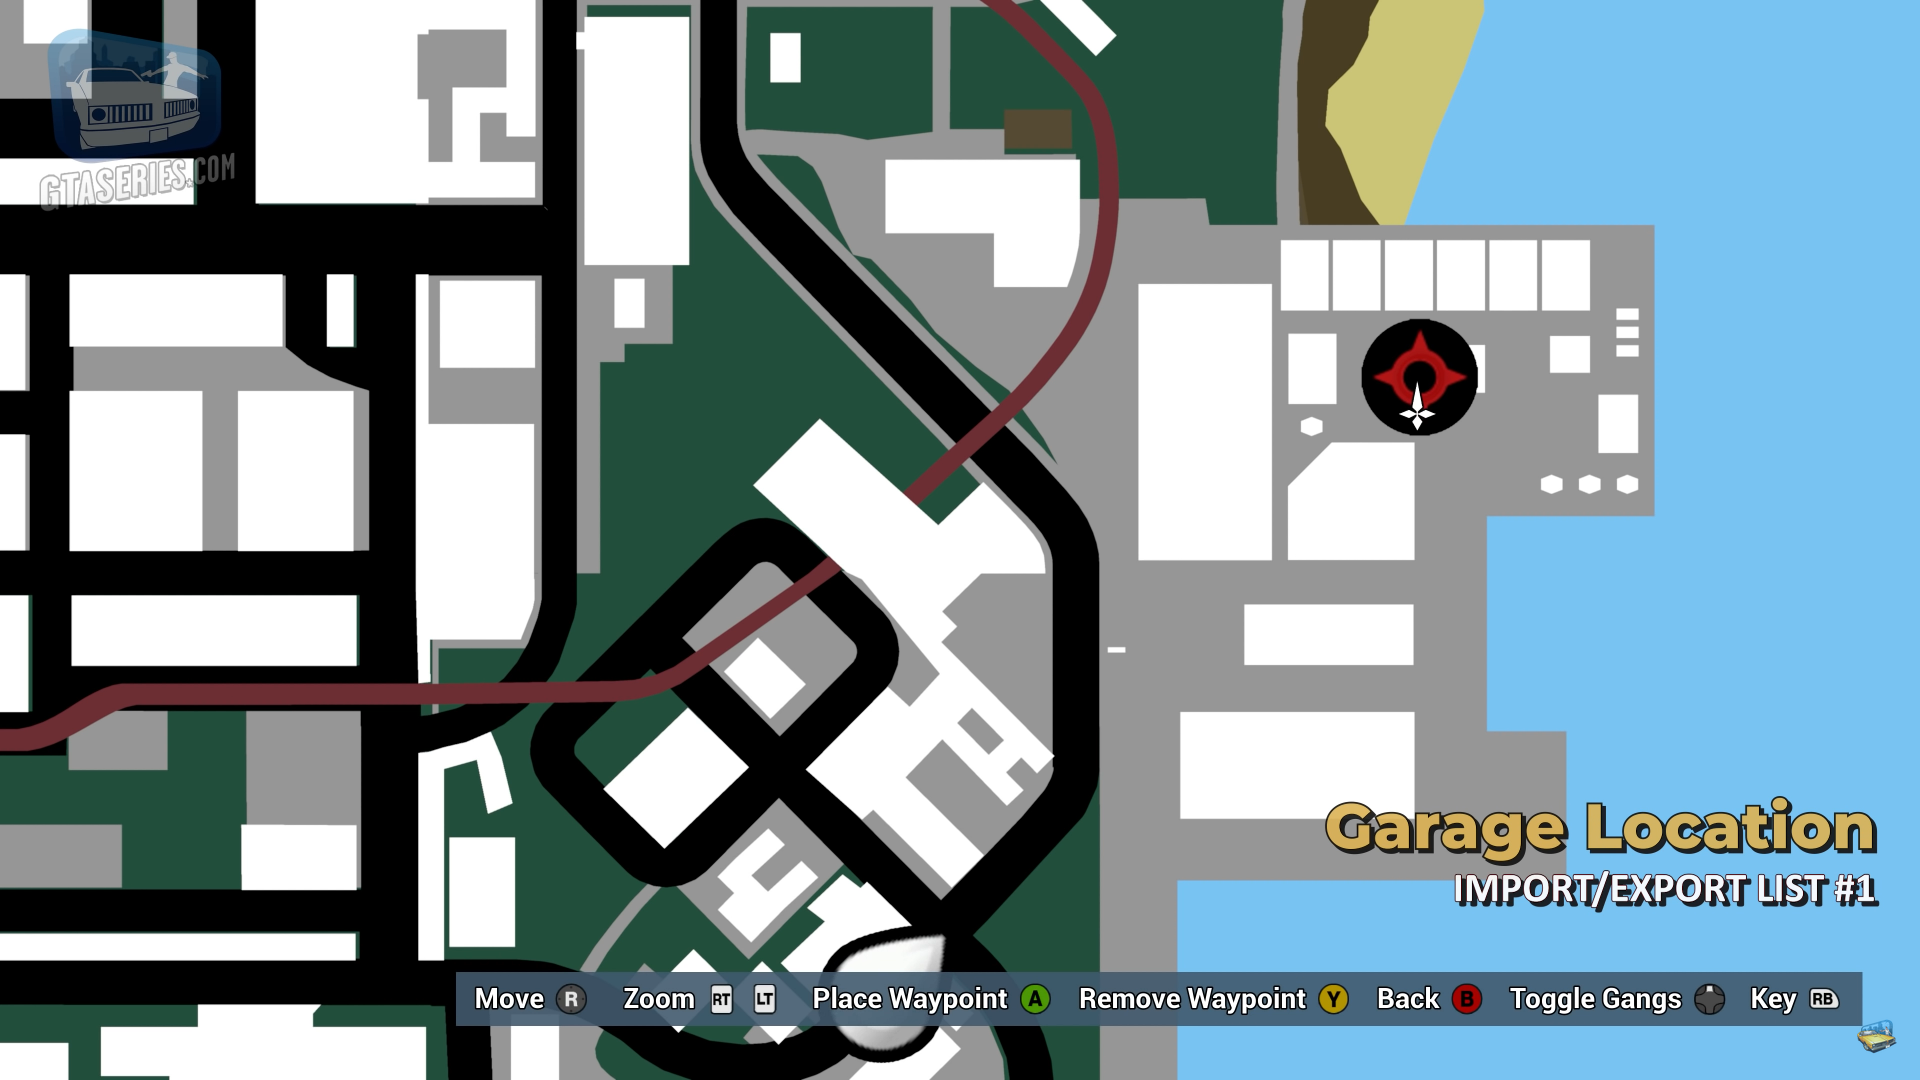 GTASERIES.COM
Garage Location
IMPORT/EXPORT LIST #1
Move R Zoom RT LT Place Waypoint A Remove Waypoint Y Back B Toggle Gangs Key RB